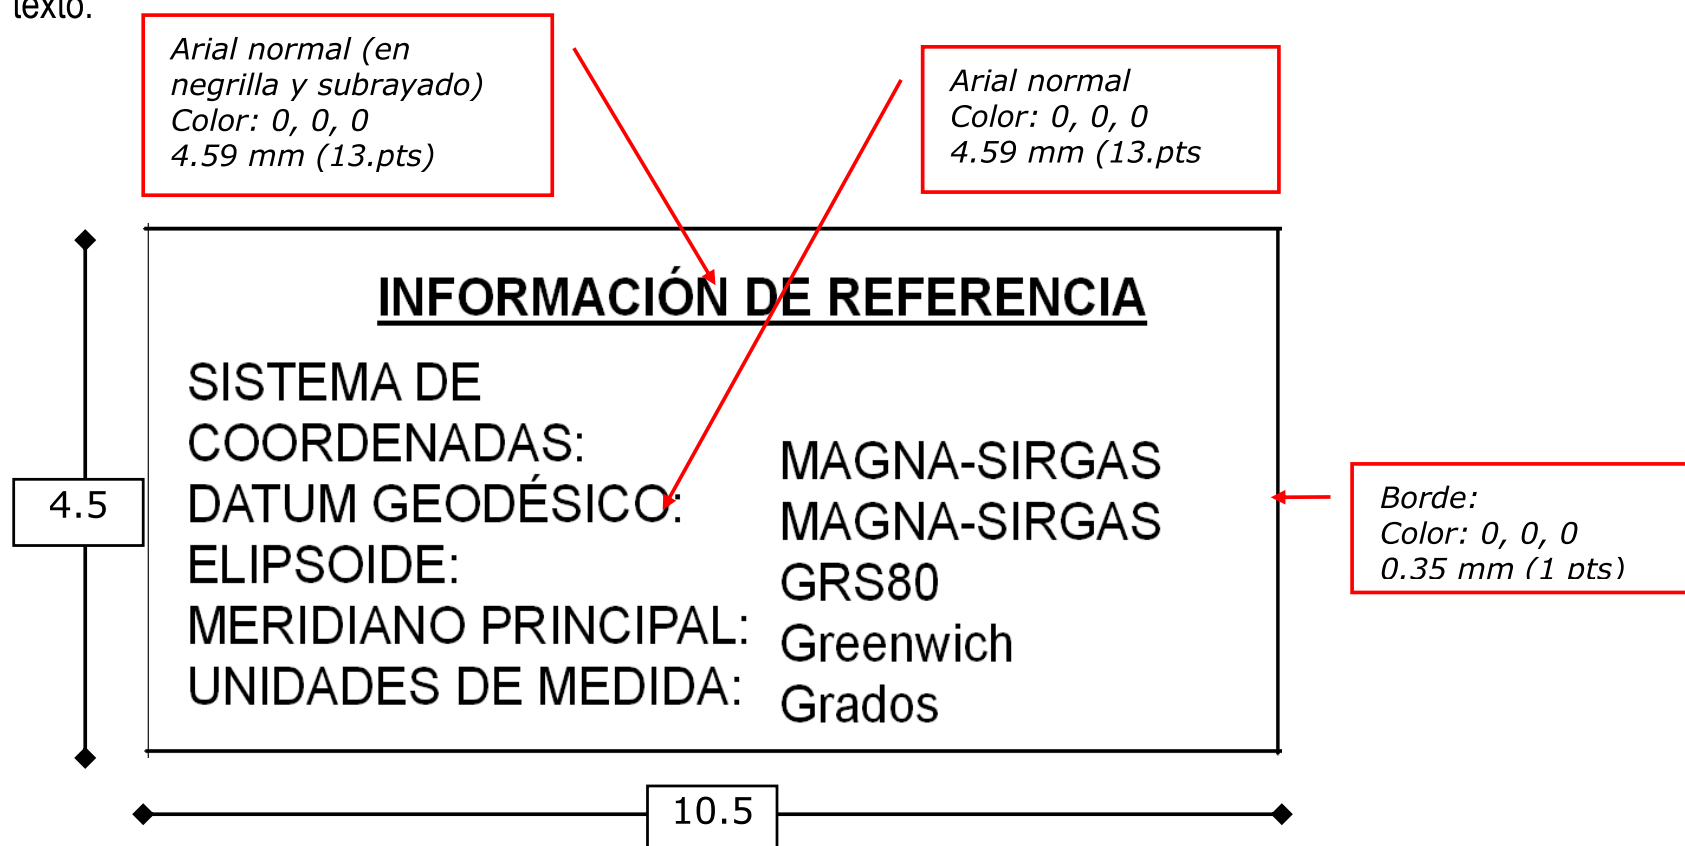 texto.
Arial normal (en
negrilla y subrayado)
Color: 0, 0, 0
4.59 mm (13.pts)
Arial normal
Color: 0, 0, 0
4.59 mm (13.pts
INFORMACIÓN DE REFERENCIA
SISTEMA DE
COORDENADAS:
MAGNA-SIRGAS
DATUM GEODÉSICO:
MAGNA-SIRGAS
ELIPSOIDE:
GRS80
MERIDIANO PRINCIPAL:
Greenwich
UNIDADES DE MEDIDA:
Grados
4.5
Borde:
Color: 0, 0, 0
0.35 mm (1 pts)
10.5